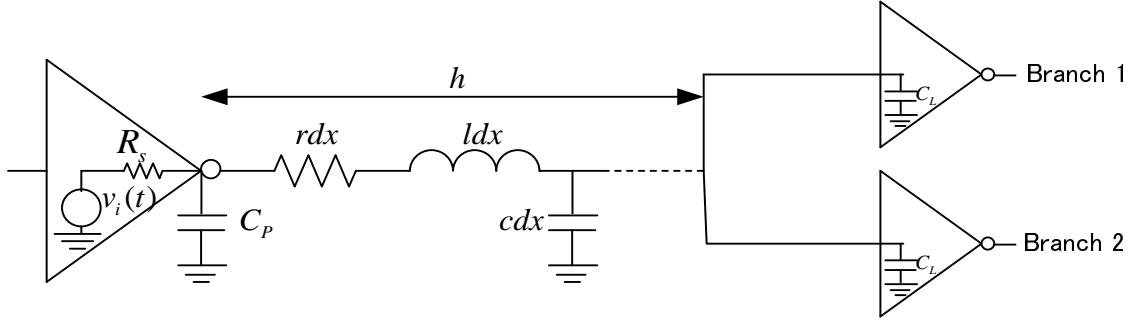 h
Branch 1
C_L
R_s
rdx
ldx
v_i(t)
C_P
cdx
Branch 2
C_L